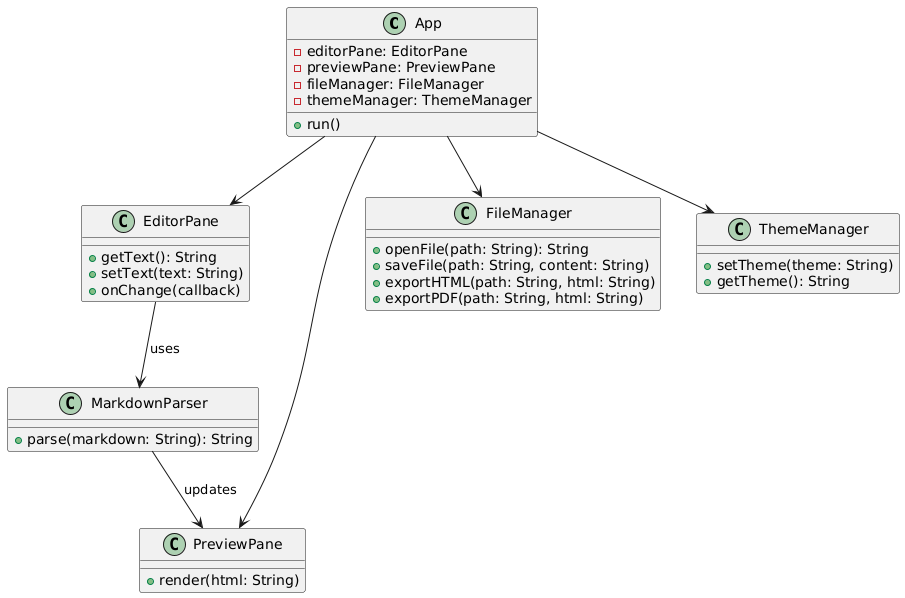 C App
editorPane: EditorPane
previewPane: PreviewPane
fileManager: FileManager
themeManager: ThemeManager
run()
C EditorPane
getText(): String
setText(text: String)
onChange(callback)
C FileManager
openFile(path: String): String
saveFile(path: String, content: String)
exportHTML(path: String, html: String)
exportPDF(path: String, html: String)
C ThemeManager
setTheme(theme: String)
getTheme(): String
uses
C MarkdownParser
parse(markdown: String): String
updates
C PreviewPane
render(html: String)